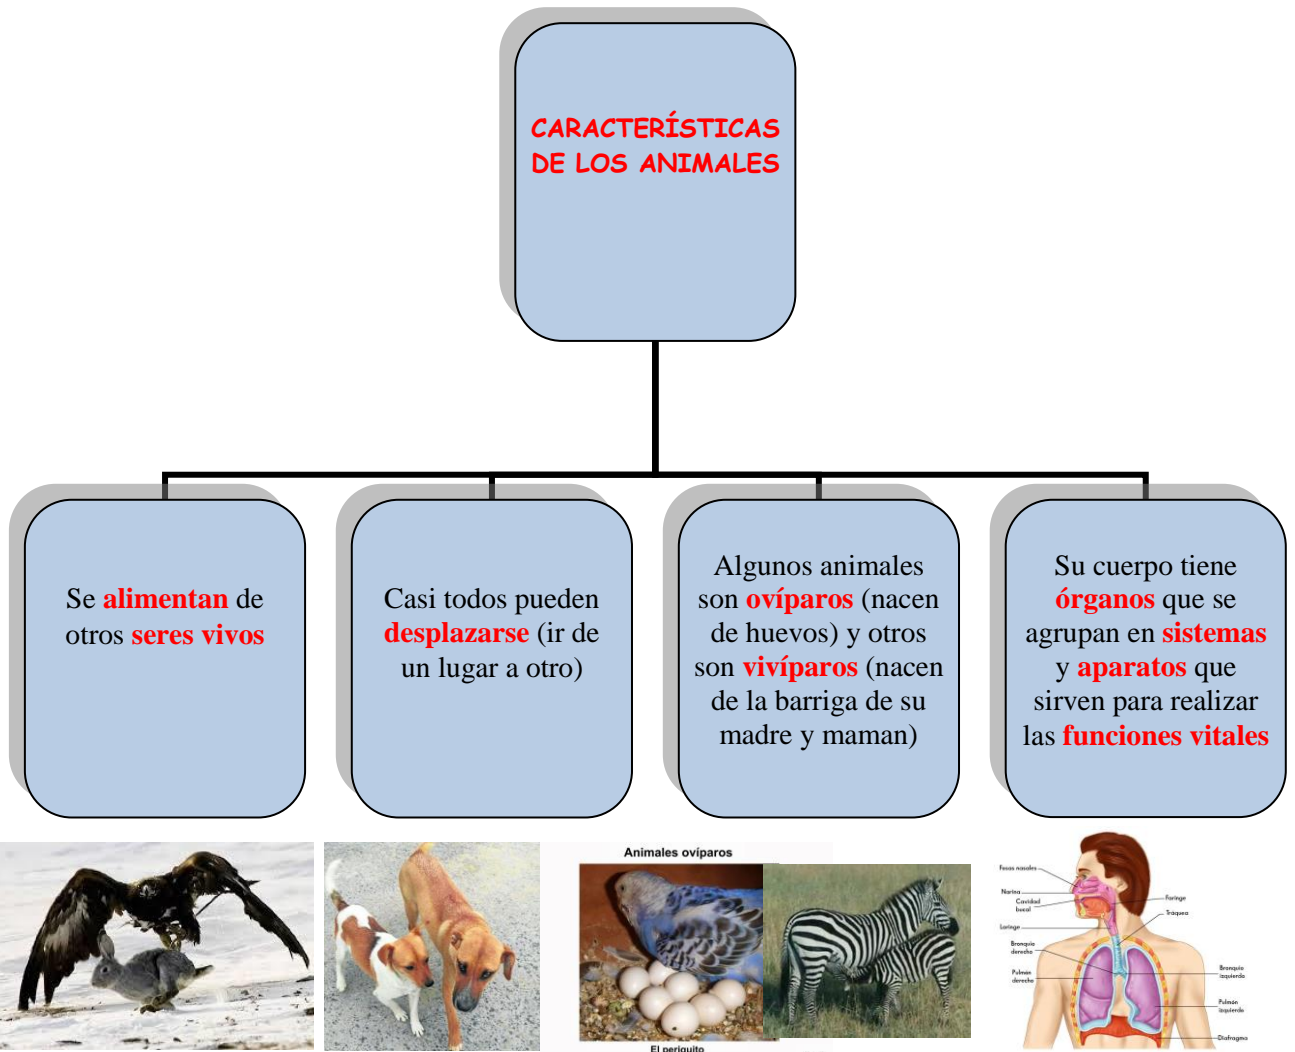 CARACTERÍSTICAS
DE LOS ANIMALES
Se alimentan de
otros seres vivos
Casi todos pueden
desplazarse (ir de
un lugar a otro)
Algunos animales
son ovíparos (nacen
de huevos) y otros
son vivíparos (nacen
de la barriga de su
madre y maman)
Su cuerpo tiene
órganos que se
agrupan en sistemas
y aparatos que
sirven para realizar
las funciones vitales
Animales ovíparos
El periquito
Fosas nasales
Narina
Cavidad
bucal
Laringe
Bronquio
derecho
Pulmón
derecho
Faringe
Tráquea
Bronquio
izquierdo
Pulmón
izquierdo
Diafragma